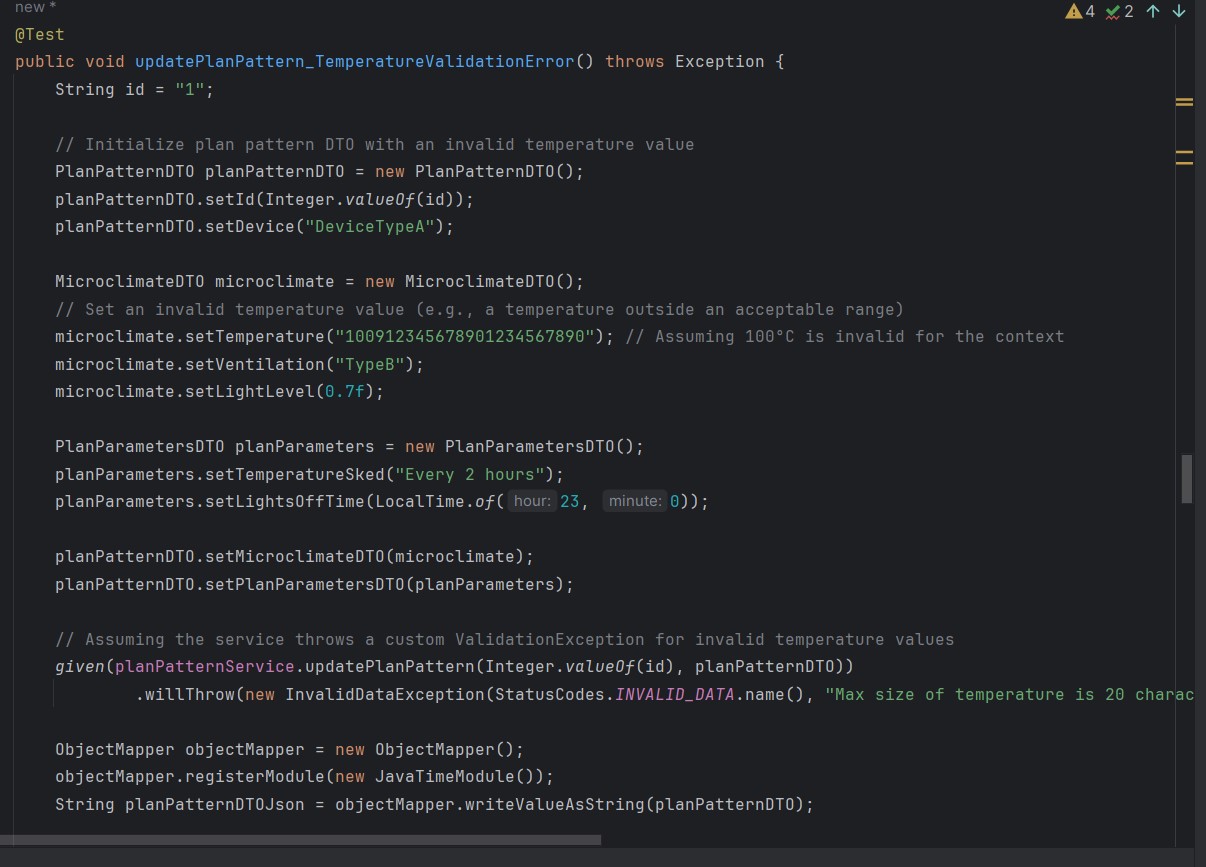 new *
4 2
@Test
public void updatePlanPattern_TemperatureValidationError() throws Exception {
    String id = "1";

    // Initialize plan pattern DTO with an invalid temperature value
    PlanPatternDTO planPatternDTO = new PlanPatternDTO();
    planPatternDTO.setId(Integer.valueOf(id));
    planPatternDTO.setDevice("DeviceTypeA");

    MicroclimateDTO microclimate = new MicroclimateDTO();
    // Set an invalid temperature value (e.g., a temperature outside an acceptable range)
    microclimate.setTemperature("100912345678901234567890"); // Assuming 100°C is invalid for the context
    microclimate.setVentilation("TypeB");
    microclimate.setLightLevel(0.7f);

    PlanParametersDTO planParameters = new PlanParametersDTO();
    planParameters.setTemperatureSked("Every 2 hours");
    planParameters.setLightsOffTime(LocalTime.of( hour: 23, minute: 0));

    planPatternDTO.setMicroclimateDTO(microclimate);
    planPatternDTO.setPlanParametersDTO(planParameters);

    // Assuming the service throws a custom ValidationException for invalid temperature values
    given(planPatternService.updatePlanPattern(Integer.valueOf(id), planPatternDTO))
            .willThrow(new InvalidDataException(StatusCodes.INVALID_DATA.name(), "Max size of temperature is 20 charac

    ObjectMapper objectMapper = new ObjectMapper();
    objectMapper.registerModule(new JavaTimeModule());
    String planPatternDTOJson = objectMapper.writeValueAsString(planPatternDTO);